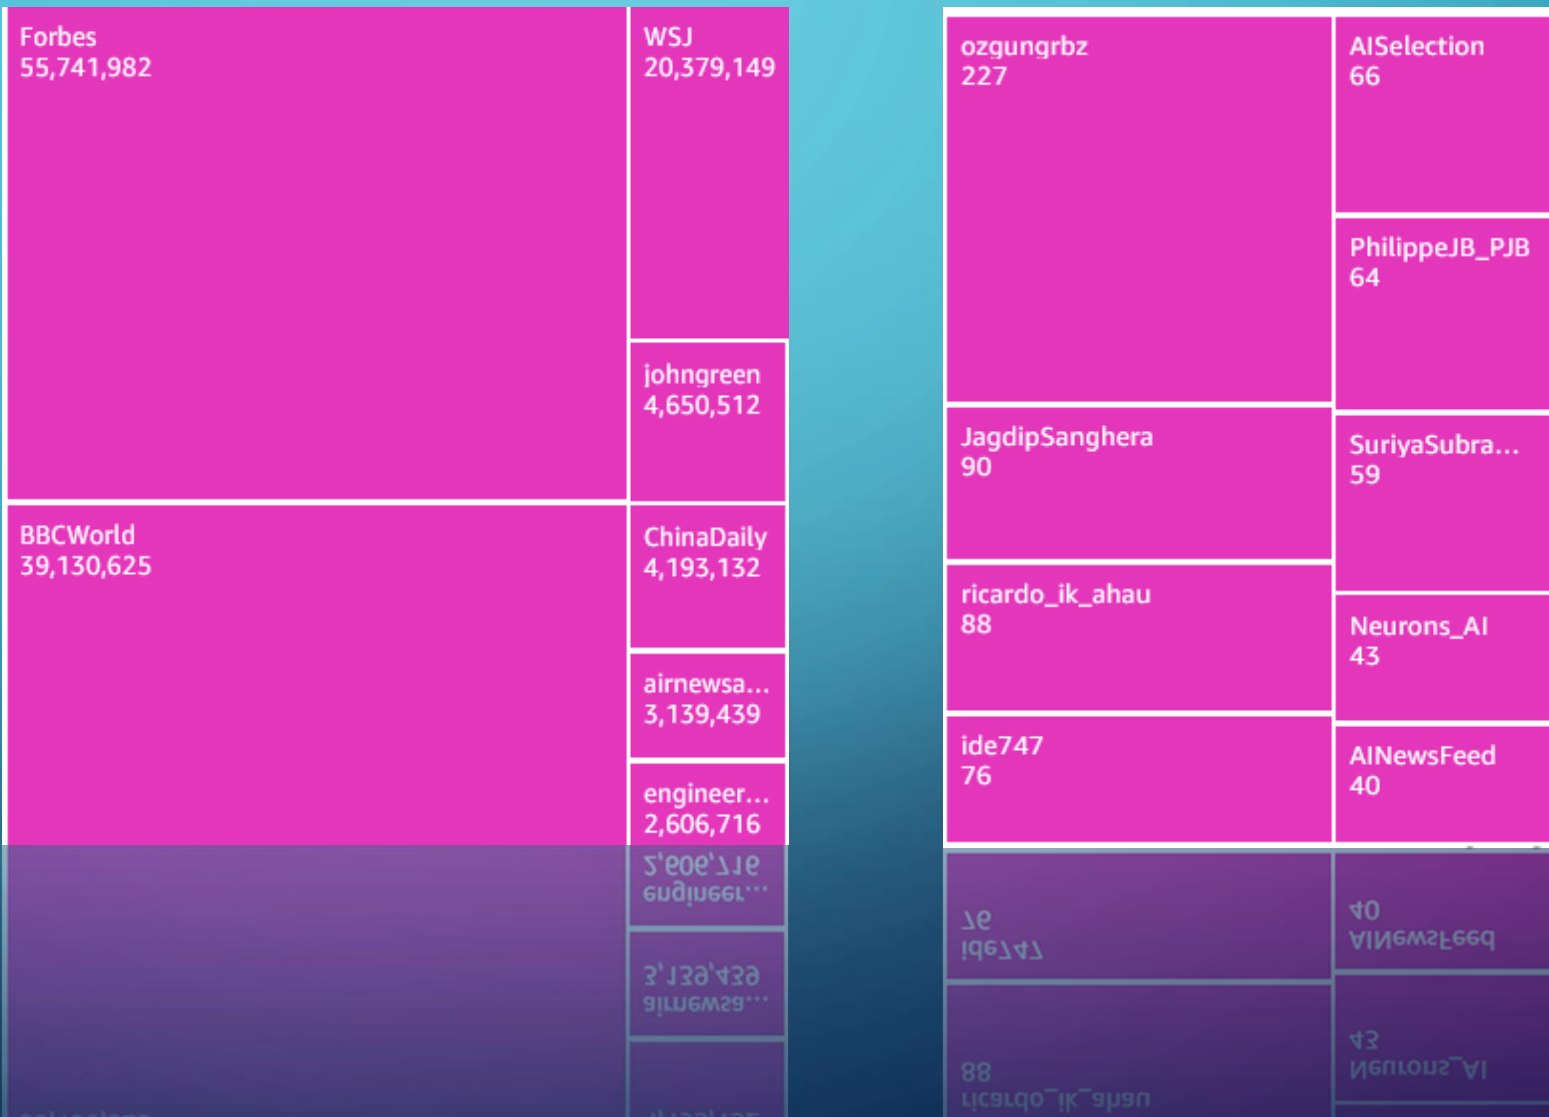 Forbes
55,741,982
BBCWorld
39,130,625
WSJ
20,379,149
johngreen
4,650,512
ChinaDaily
4,193,132
airnewsa...
3,139,439
engineer...
2,606,716
ozgungrbz
227
JagdipSanghera
90
ricardo_ik_ahau
88
ide747
76
AISelection
66
PhilippeJB_PJB
64
SuriyaSubra...
59
Neurons_AI
43
AINewsFeed
40